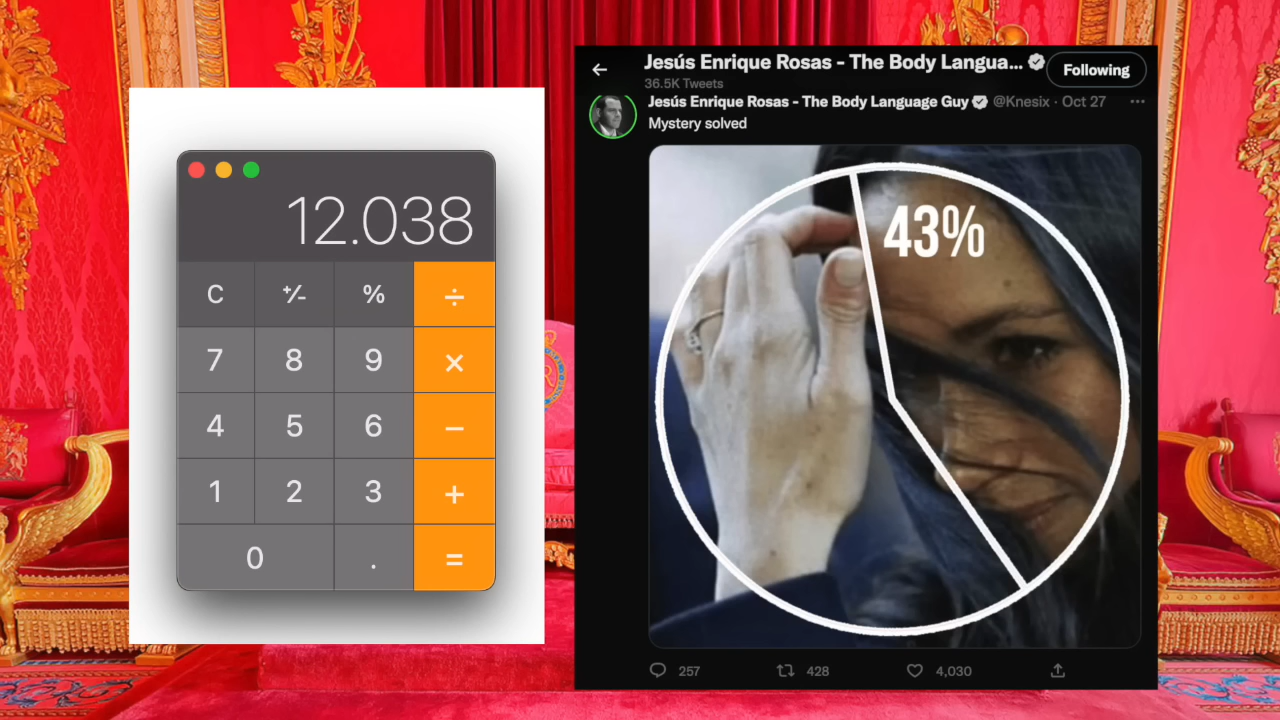 12.038
C ⁺∕₋ % ÷
7 8 9 ×
4 5 6 −
1 2 3 +
0 . =
Jesús Enrique Rosas - The Body Langua...
36.5K Tweets
Following
Jesús Enrique Rosas - The Body Language Guy @Knesix · Oct 27
Mystery solved
43%
257 428 4,030